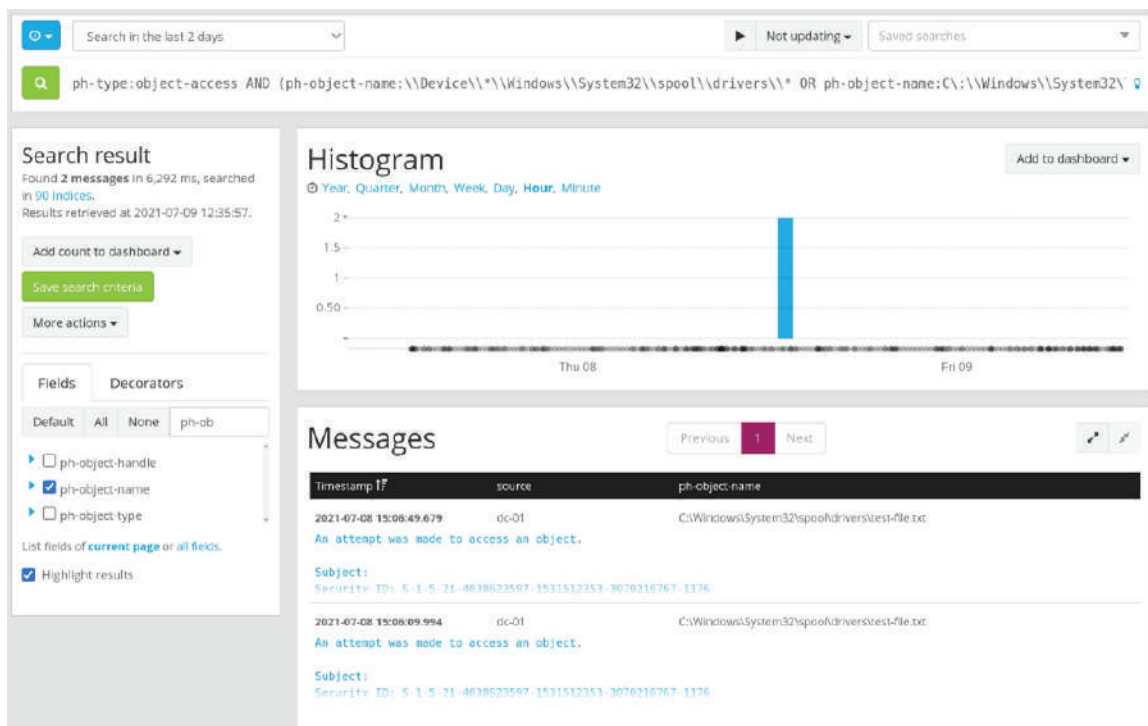 Search in the last 2 days
Not updating
Saved searches
ph-type:object-access AND (ph-object-name:\\Device\\*\\Windows\\System32\\spool\\drivers\\* OR ph-object-name:C\:\\Windows\\System32\
Search result
Found 2 messages in 6,292 ms, searched
in 90 indices.
Results retrieved at 2021-07-09 12:35:57.
Add count to dashboard
Save search criteria
More actions
Fields Decorators
Default All None ph-ob
ph-object-handle
ph-object-name
ph-object-type
List fields of current page or all fields.
Highlight results
Histogram
Add to dashboard
Year, Quarter, Month, Week, Day, Hour, Minute
2
1.5
1
0.50
Thu 08 Fri 09
Messages
Previous 1 Next
Timestamp source ph-object-name
2021-07-08 15:06:49.679 dc-01 C:\Windows\System32\spool\drivers\test-file.txt
An attempt was made to access an object.
Subject:
Security ID: S-1-5-21-4038623597-1531512353-3070216767-1176
2021-07-08 15:06:09.994 dc-01 C:\Windows\System32\spool\drivers\test-file.txt
An attempt was made to access an object.
Subject:
Security ID: S-1-5-21-4038623597-1531512353-3070216767-1176